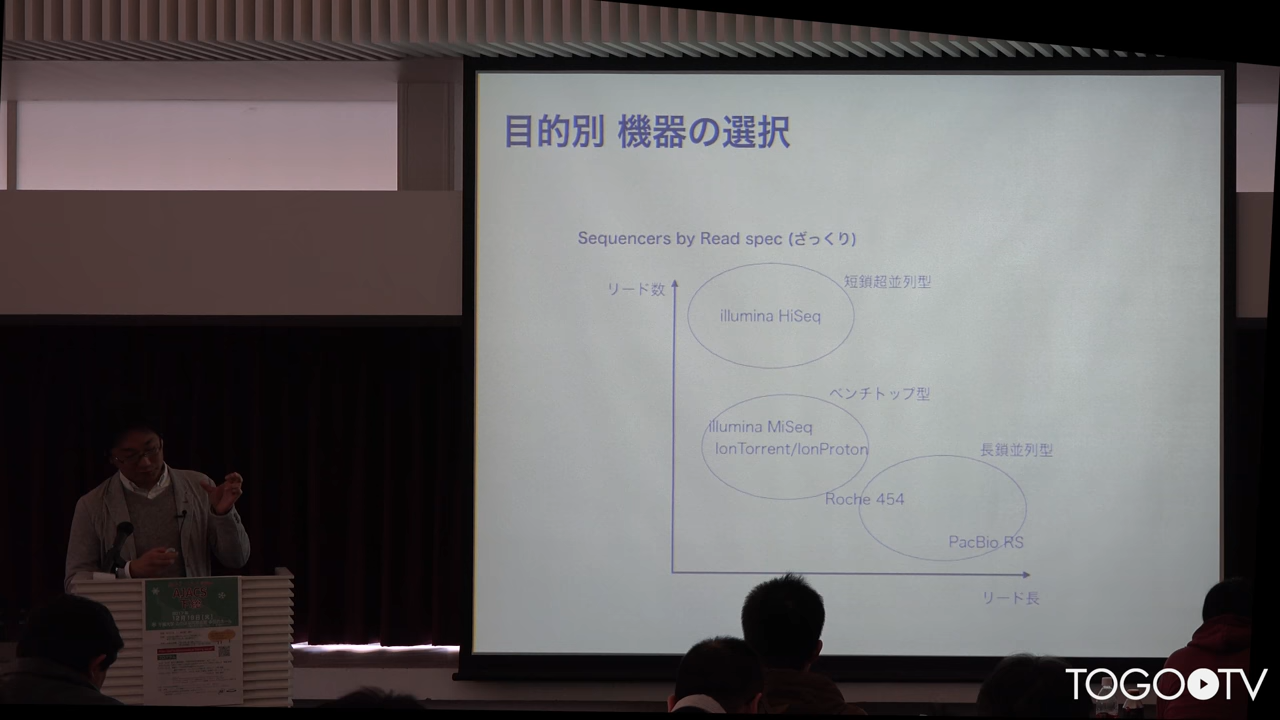 目的別 機器の選択
Sequencers by Read spec (ざっくり)
リード数
短鎖超並列型
illumina HiSeq
ベンチトップ型
illumina MiSeq
IonTorrent/IonProton
長鎖並列型
Roche 454
PacBio RS
リード長
TOGOTV